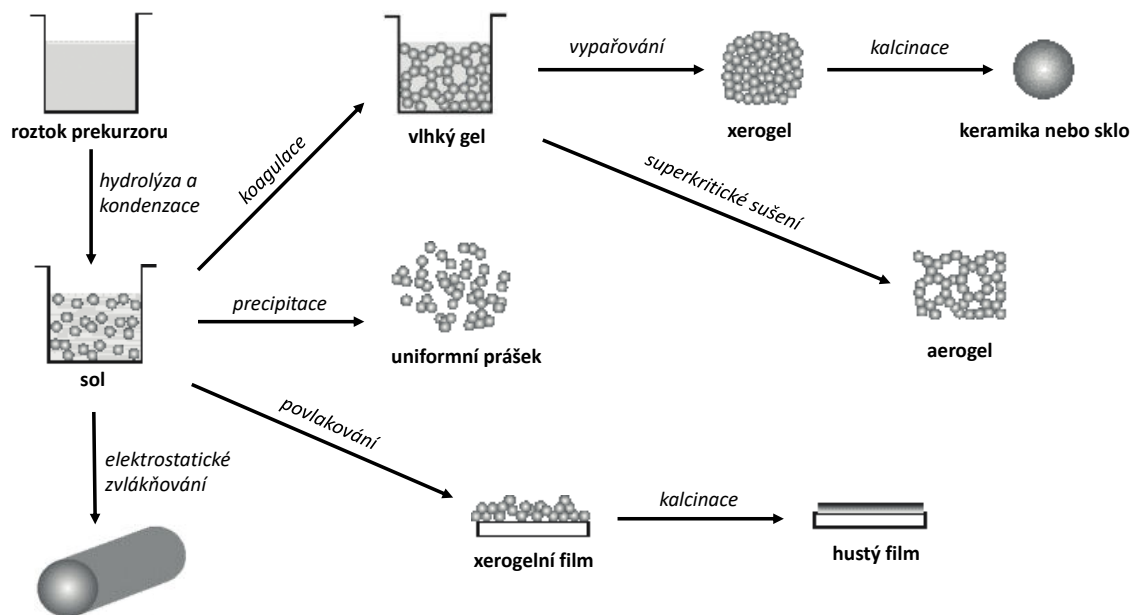 vypařování
kalcinace
roztok prekurzoru
vlhký gel
xerogel
keramika nebo sklo
hydrolýza a
kondenzace
koagulace
superkritické sušení
precipitace
sol
uniformní prášek
aerogel
povlakování
elektrostatické
zvlákňování
kalcinace
xerogelní film
hustý film